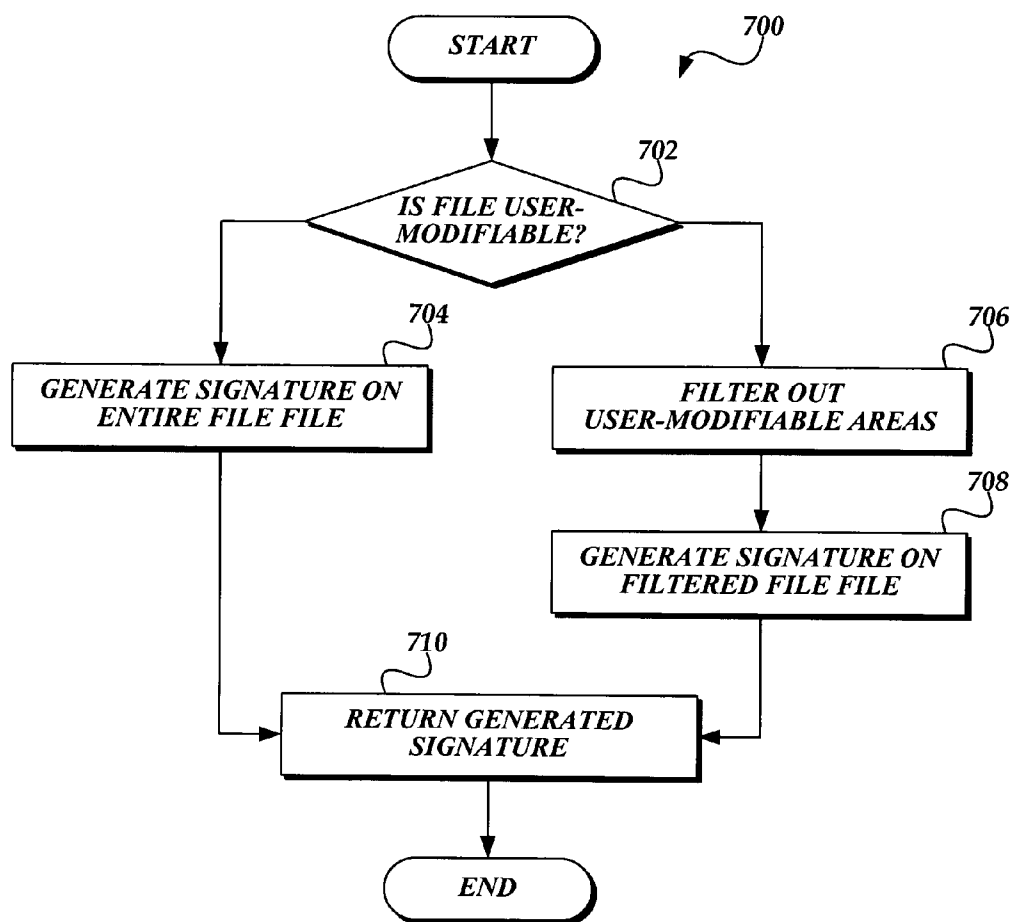 START
700
702
IS FILE USER-
MODIFIABLE?
704
GENERATE SIGNATURE ON
ENTIRE FILE FILE
706
FILTER OUT
USER-MODIFIABLE AREAS
708
GENERATE SIGNATURE ON
FILTERED FILE FILE
710
RETURN GENERATED
SIGNATURE
END